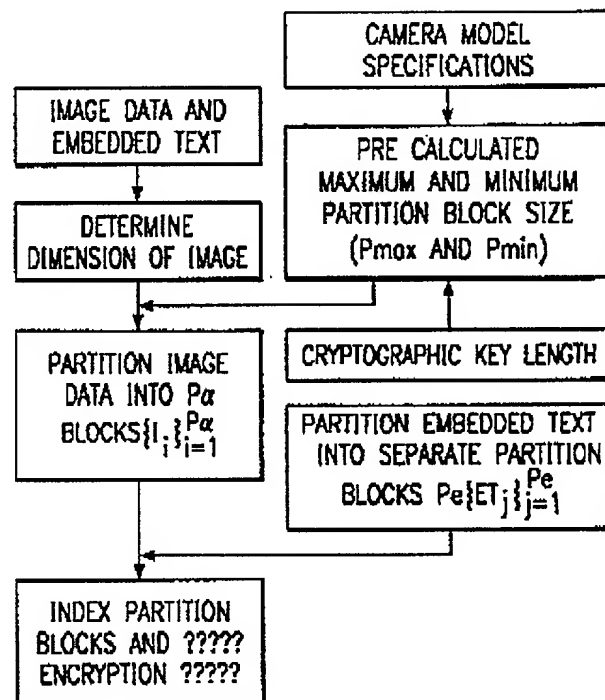 CAMERA MODEL
SPECIFICATIONS
IMAGE DATA AND
EMBEDDED TEXT
PRE CALCULATED
MAXIMUM AND MINIMUM
PARTITION BLOCK SIZE
(Pmax AND Pmin)
DETERMINE
DIMENSION OF IMAGE
CRYPTOGRAPHIC KEY LENGTH
PARTITION IMAGE
DATA INTO Pα
BLOCKS{I_i}_{i=1}^{Pα}
PARTITION EMBEDDED TEXT
INTO SEPARATE PARTITION
BLOCKS Pe{ET_j}_{j=1}^{Pe}
INDEX PARTITION
BLOCKS AND ?????
ENCRYPTION ?????